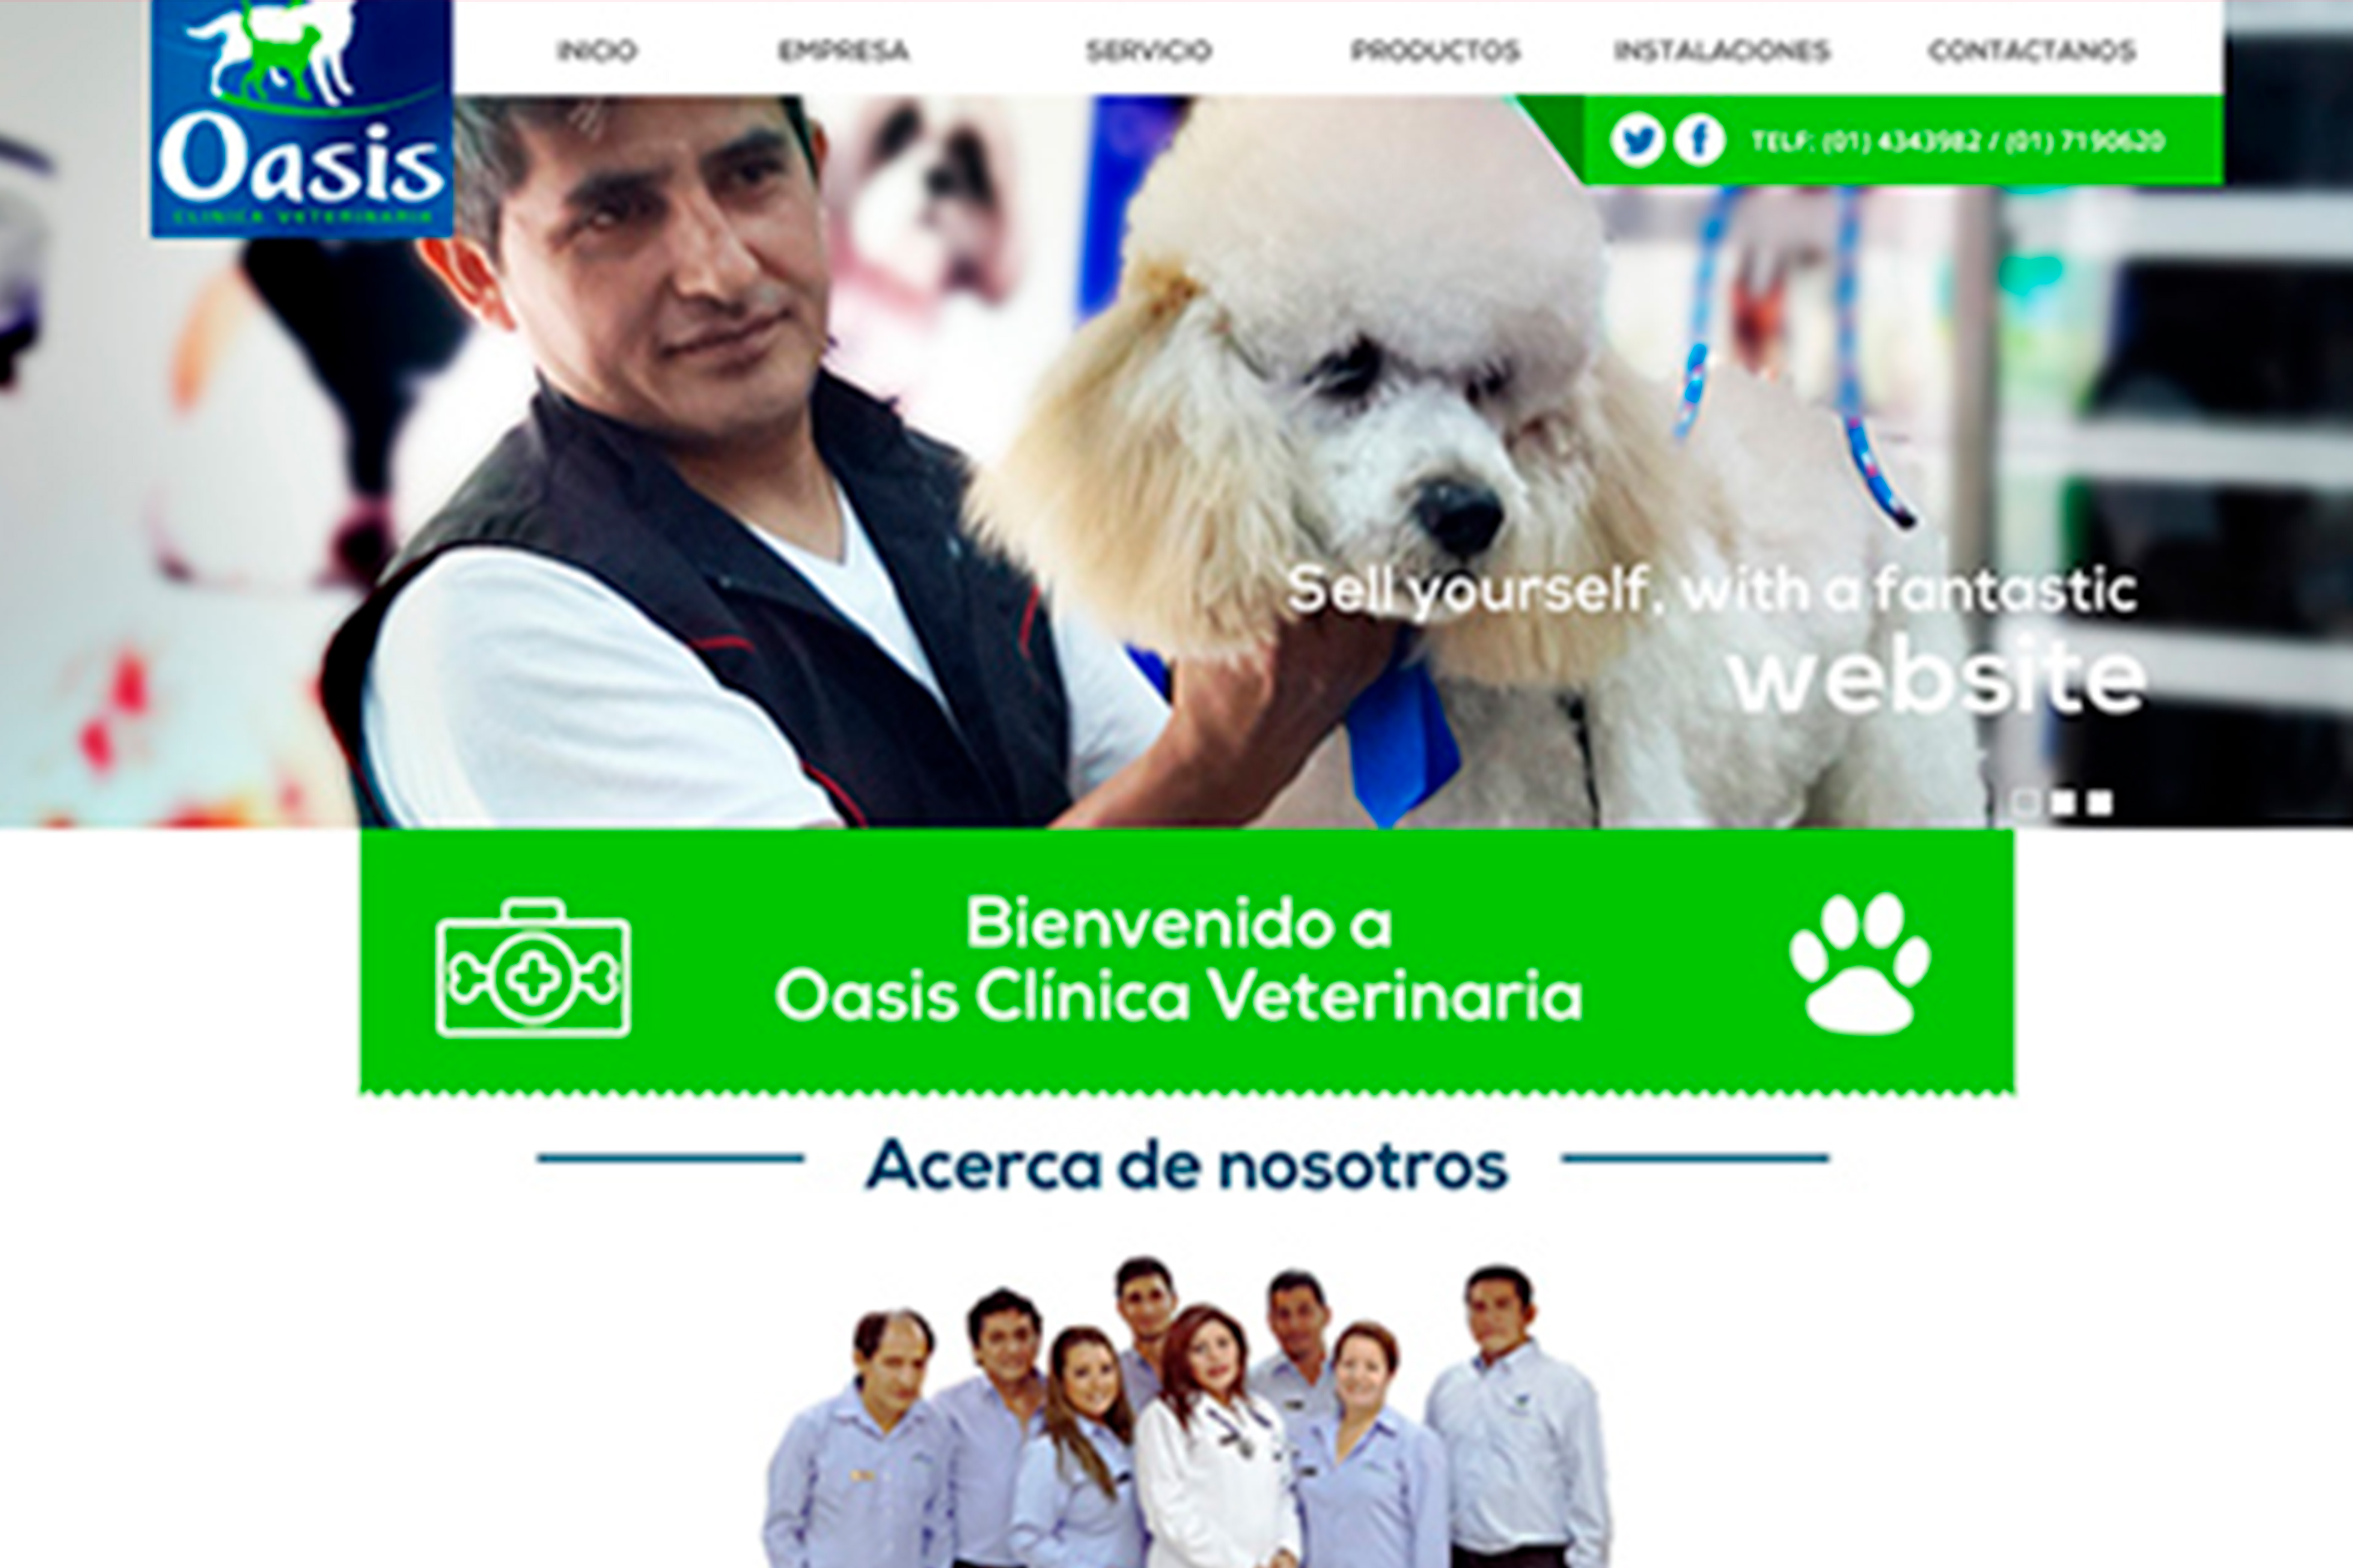 Oasis
CLINICA VETERINARIA
INICIO
EMPRESA
SERVICIO
PRODUCTOS
INSTALACIONES
CONTACTANOS
TELF: (01) 4343982 / (01) 7190620
Sell yourself, with a fantastic
website
Bienvenido a
Oasis Clínica Veterinaria
Acerca de nosotros